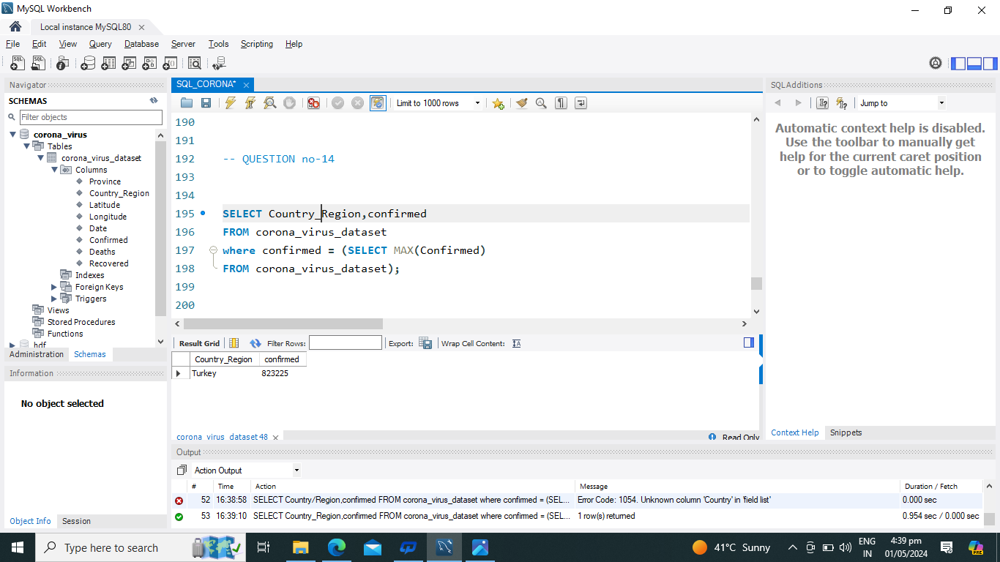 MySQL Workbench
Local instance MySQL80
File Edit View Query Database Server Tools Scripting Help
Navigator
SCHEMAS
Filter objects
corona_virus
Tables
corona_virus_dataset
Columns
Province
Country_Region
Latitude
Longitude
Date
Confirmed
Deaths
Recovered
Indexes
Foreign Keys
Triggers
Views
Stored Procedures
Functions
hdf
Administration Schemas
Information
No object selected
Object Info Session
SQL_CORONA*
Limit to 1000 rows
190
191
192 -- QUESTION no-14
193
194
195 SELECT Country_Region,confirmed
196 FROM corona_virus_dataset
197 where confirmed = (SELECT MAX(Confirmed)
198 FROM corona_virus_dataset);
199
200
Result Grid Filter Rows: Export: Wrap Cell Content:
Country_Region confirmed
Turkey 823225
corona_virus_dataset 48
Read Only
SQLAdditions
Jump to
Automatic context help is disabled.
Use the toolbar to manually get
help for the current caret position
or to toggle automatic help.
Context Help Snippets
Output
Action Output
# Time Action Message Duration / Fetch
52 16:38:58 SELECT Country/Region,confirmed FROM corona_virus_dataset where confirmed = (SEL... Error Code: 1054. Unknown column 'Country' in 'field list' 0.000 sec
53 16:39:10 SELECT Country_Region,confirmed FROM corona_virus_dataset where confirmed = (SEL... 1 row(s) returned 0.954 sec / 0.000 sec
Type here to search
41°C Sunny
ENG
IN
4:39 pm
01/05/2024
PRE